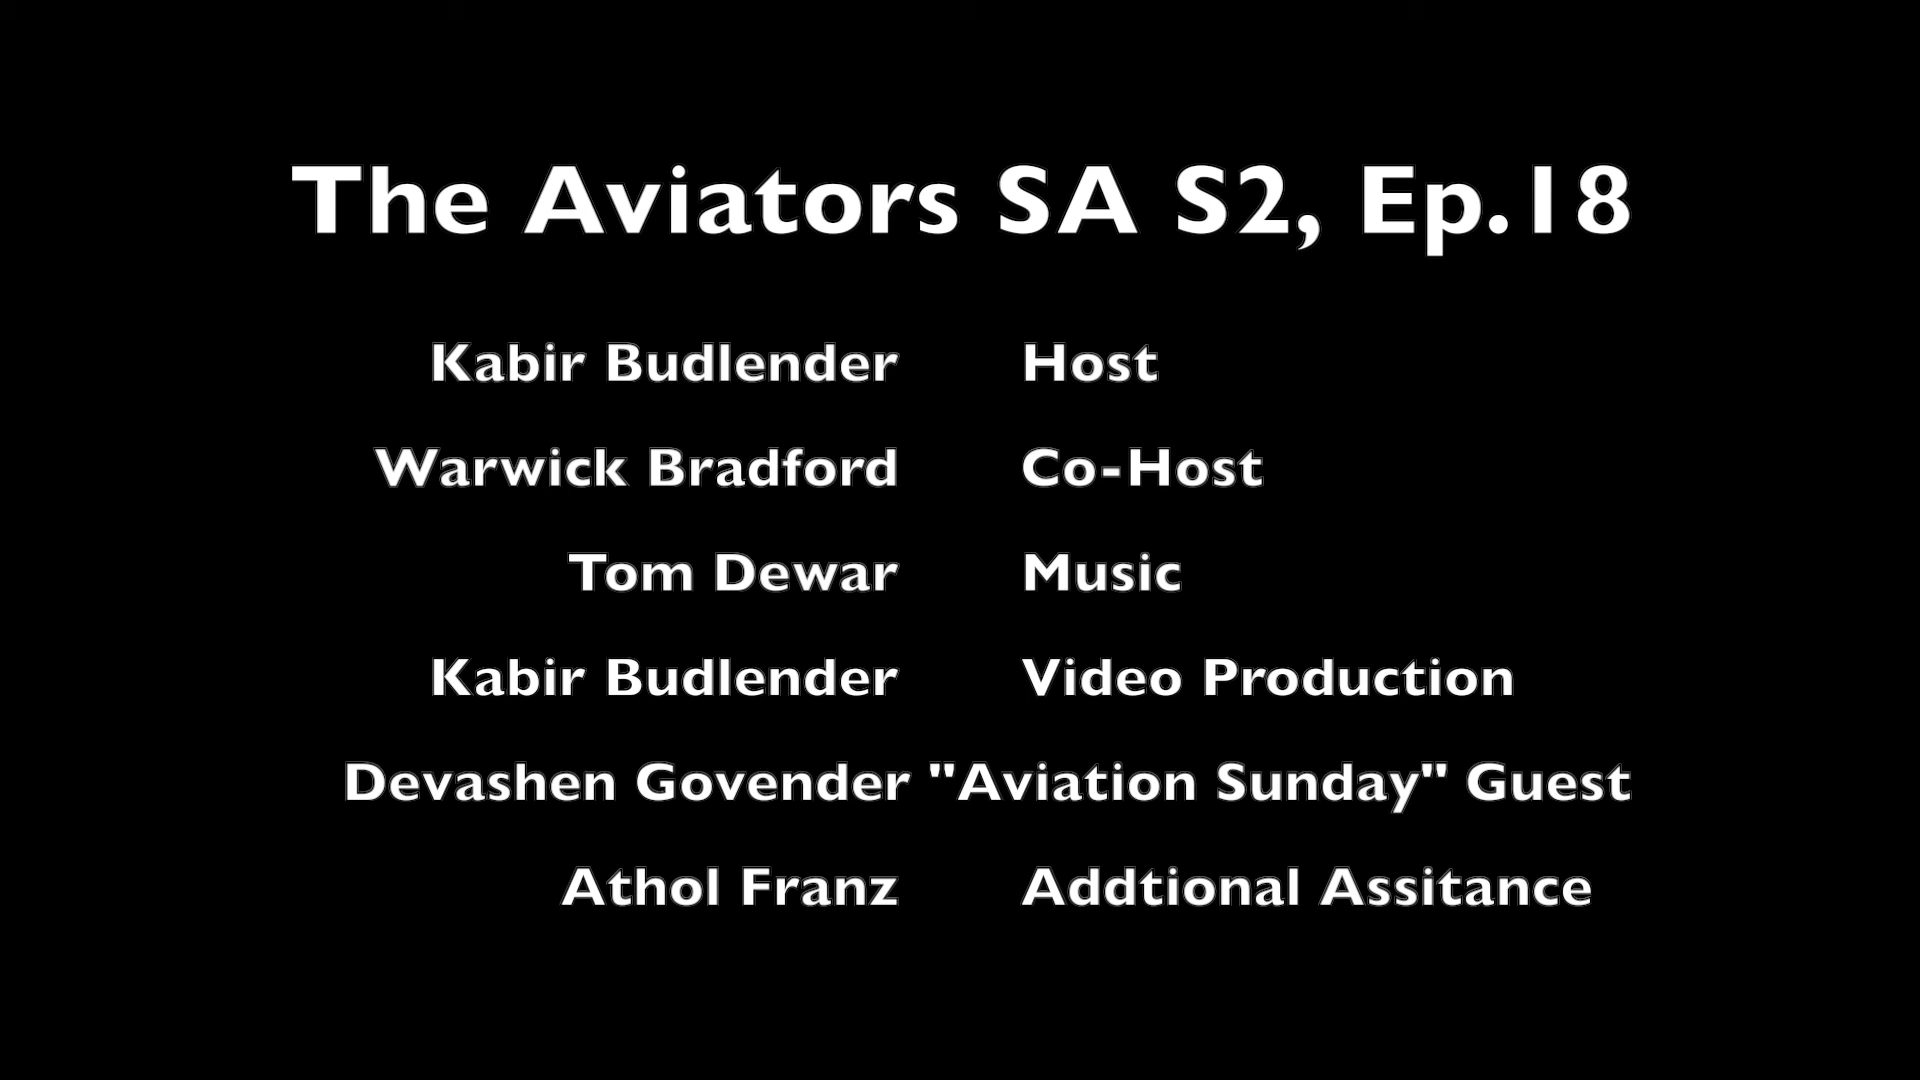 The Aviators SA S2, Ep.18
Kabir Budlender Host
Warwick Bradford Co-Host
Tom Dewar Music
Kabir Budlender Video Production
Devashen Govender "Aviation Sunday" Guest
Athol Franz Addtional Assitance